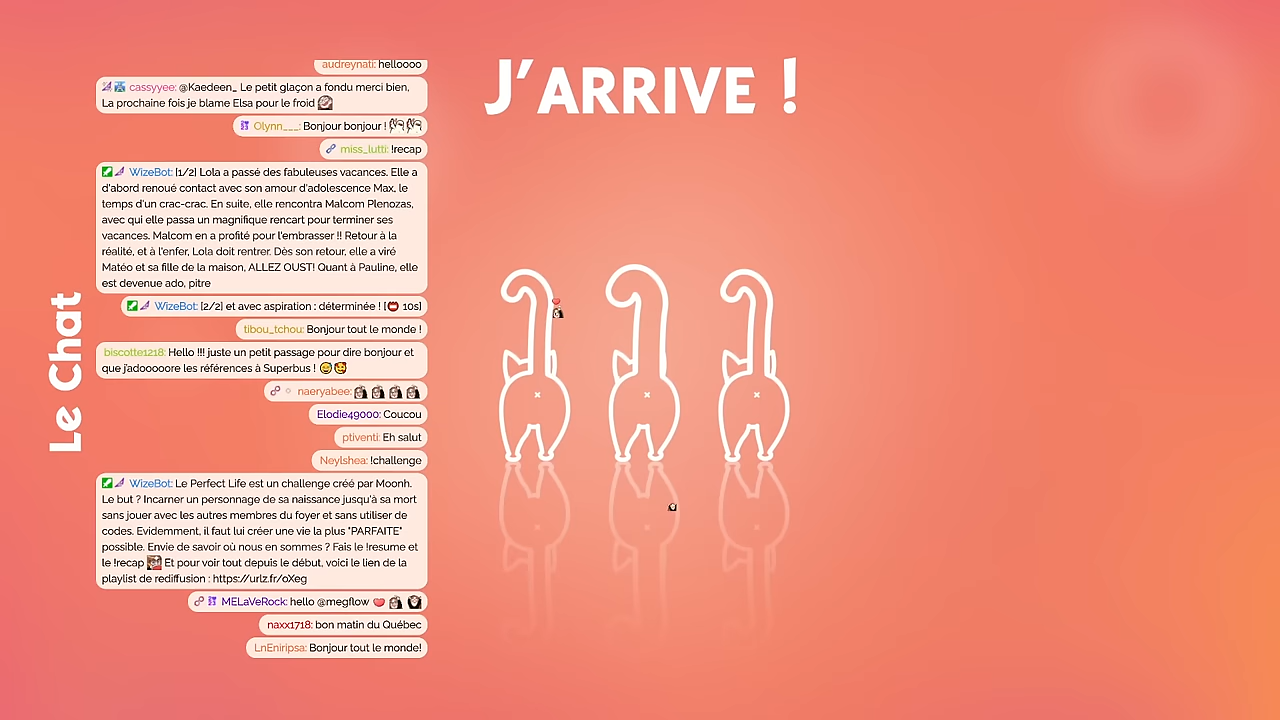 J'ARRIVE !
Le Chat
audreynati: helloooo
cassyyee: @Kaedeen_ Le petit glaçon a fondu merci bien,
La prochaine fois je blame Elsa pour le froid
Olynn___: Bonjour bonjour !
miss_lutti: !recap
WizeBot: [1/2] Lola a passé des fabuleuses vacances. Elle a
d'abord renoué contact avec son amour d'adolescence Max, le
temps d'un crac-crac. En suite, elle rencontra Malcom Plenozas,
avec qui elle passa un magnifique rencart pour terminer ses
vacances. Malcom en a profité pour l'embrasser !! Retour à la
réalité, et à l'enfer, Lola doit rentrer. Dès son retour, elle a viré
Matéo et sa fille de la maison, ALLEZ OUST! Quant à Pauline, elle
est devenue ado, pitre
WizeBot: [2/2] et avec aspiration : déterminée ! [ 10s]
tibou_tchou: Bonjour tout le monde !
biscotte1218: Hello !!! juste un petit passage pour dire bonjour et
que j'adooooore les références à Superbus !
naeryabee:
Elodie49000: Coucou
ptiventi: Eh salut
Neylshea: !challenge
WizeBot: Le Perfect Life est un challenge créé par Moonh.
Le but ? Incarner un personnage de sa naissance jusqu'à sa mort
sans jouer avec les autres membres du foyer et sans utiliser de
codes. Evidemment, il faut lui créer une vie la plus "PARFAITE"
possible. Envie de savoir où nous en sommes ? Fais le !resume et
le !recap Et pour voir tout depuis le début, voici le lien de la
playlist de rediffusion : https://urlz.fr/oXeg
MELaVeRock: hello @megflow
naxx1718: bon matin du Québec
LnEniripsa: Bonjour tout le monde!